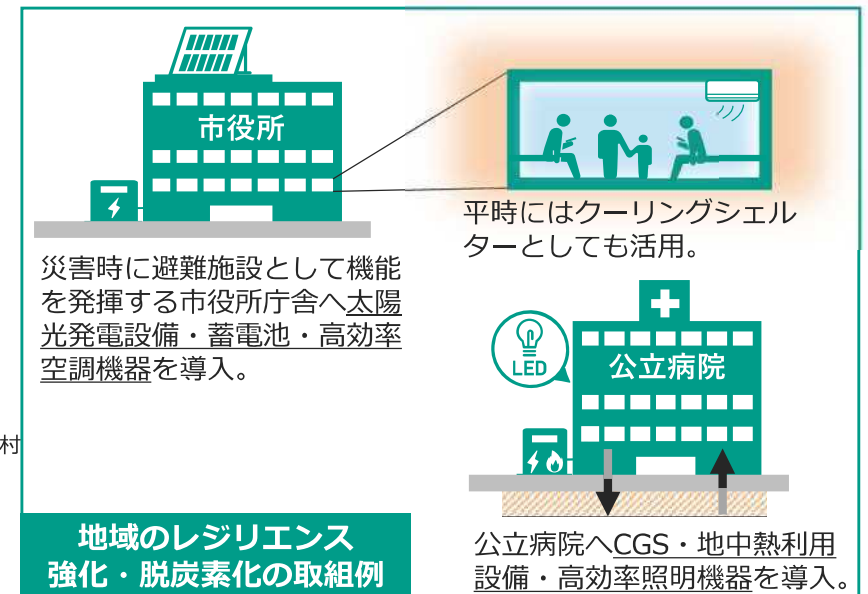 市役所
災害時に避難施設として機能
を発揮する市役所庁舎へ太陽
光発電設備・蓄電池・高効率
空調機器を導入。
平時にはクーリングシェル
ターとしても活用。
LED
公立病院
公立病院へCGS・地中熱利用
設備・高効率照明機器を導入。
村
地域のレジリエンス
強化・脱炭素化の取組例